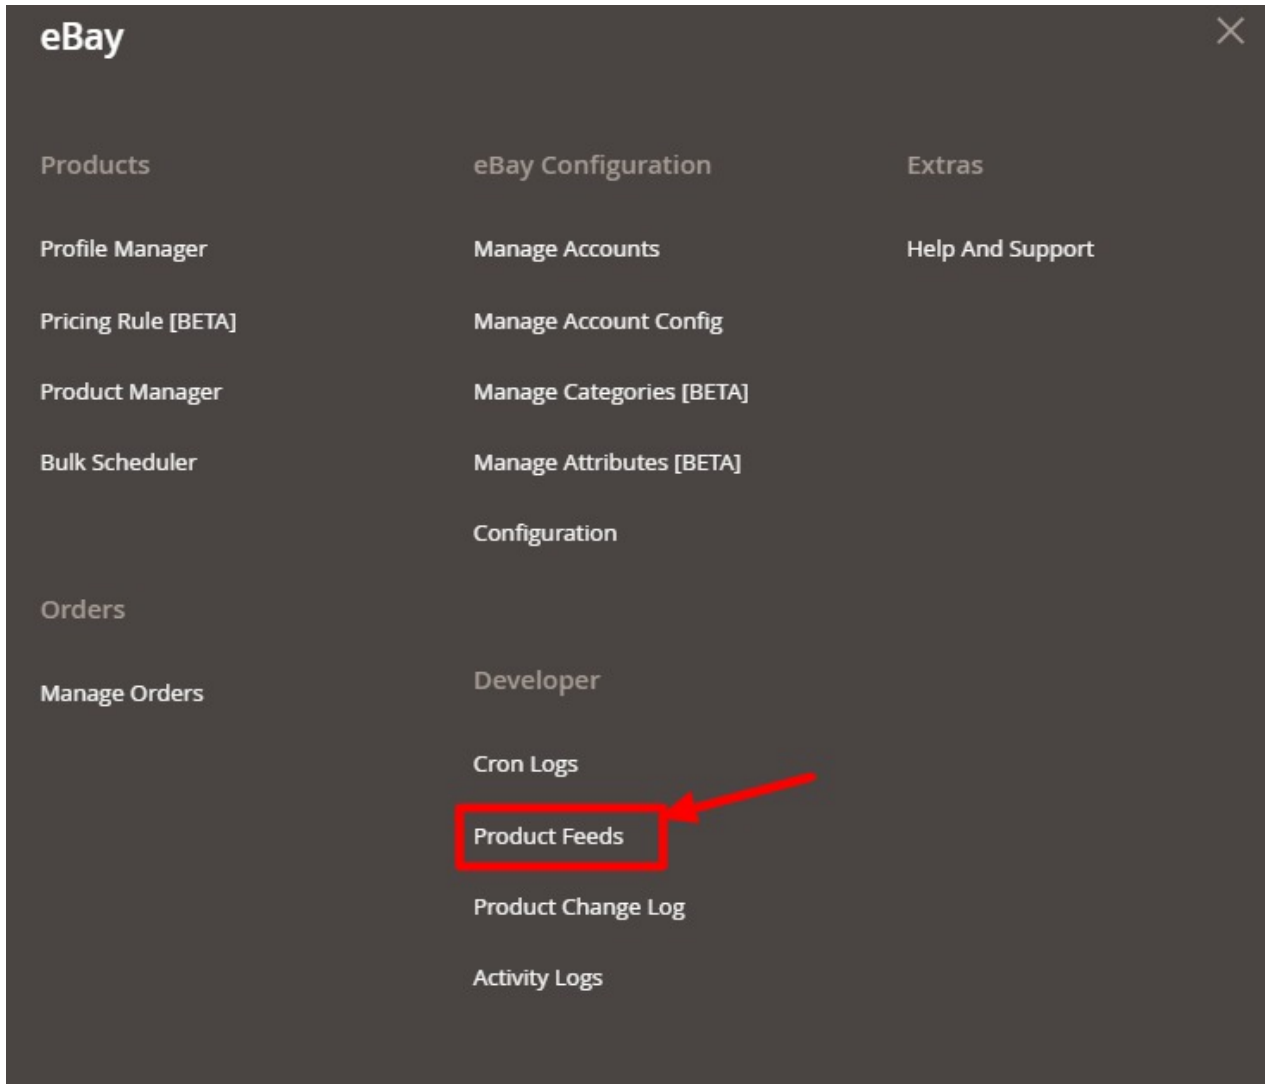 eBay
Products
Profile Manager
Pricing Rule [BETA]
Product Manager
Bulk Scheduler
Orders
Manage Orders
eBay Configuration
Manage Accounts
Manage Account Config
Manage Categories [BETA]
Manage Attributes [BETA]
Configuration
Developer
Cron Logs
Product Feeds
Product Change Log
Activity Logs
Extras
Help And Support